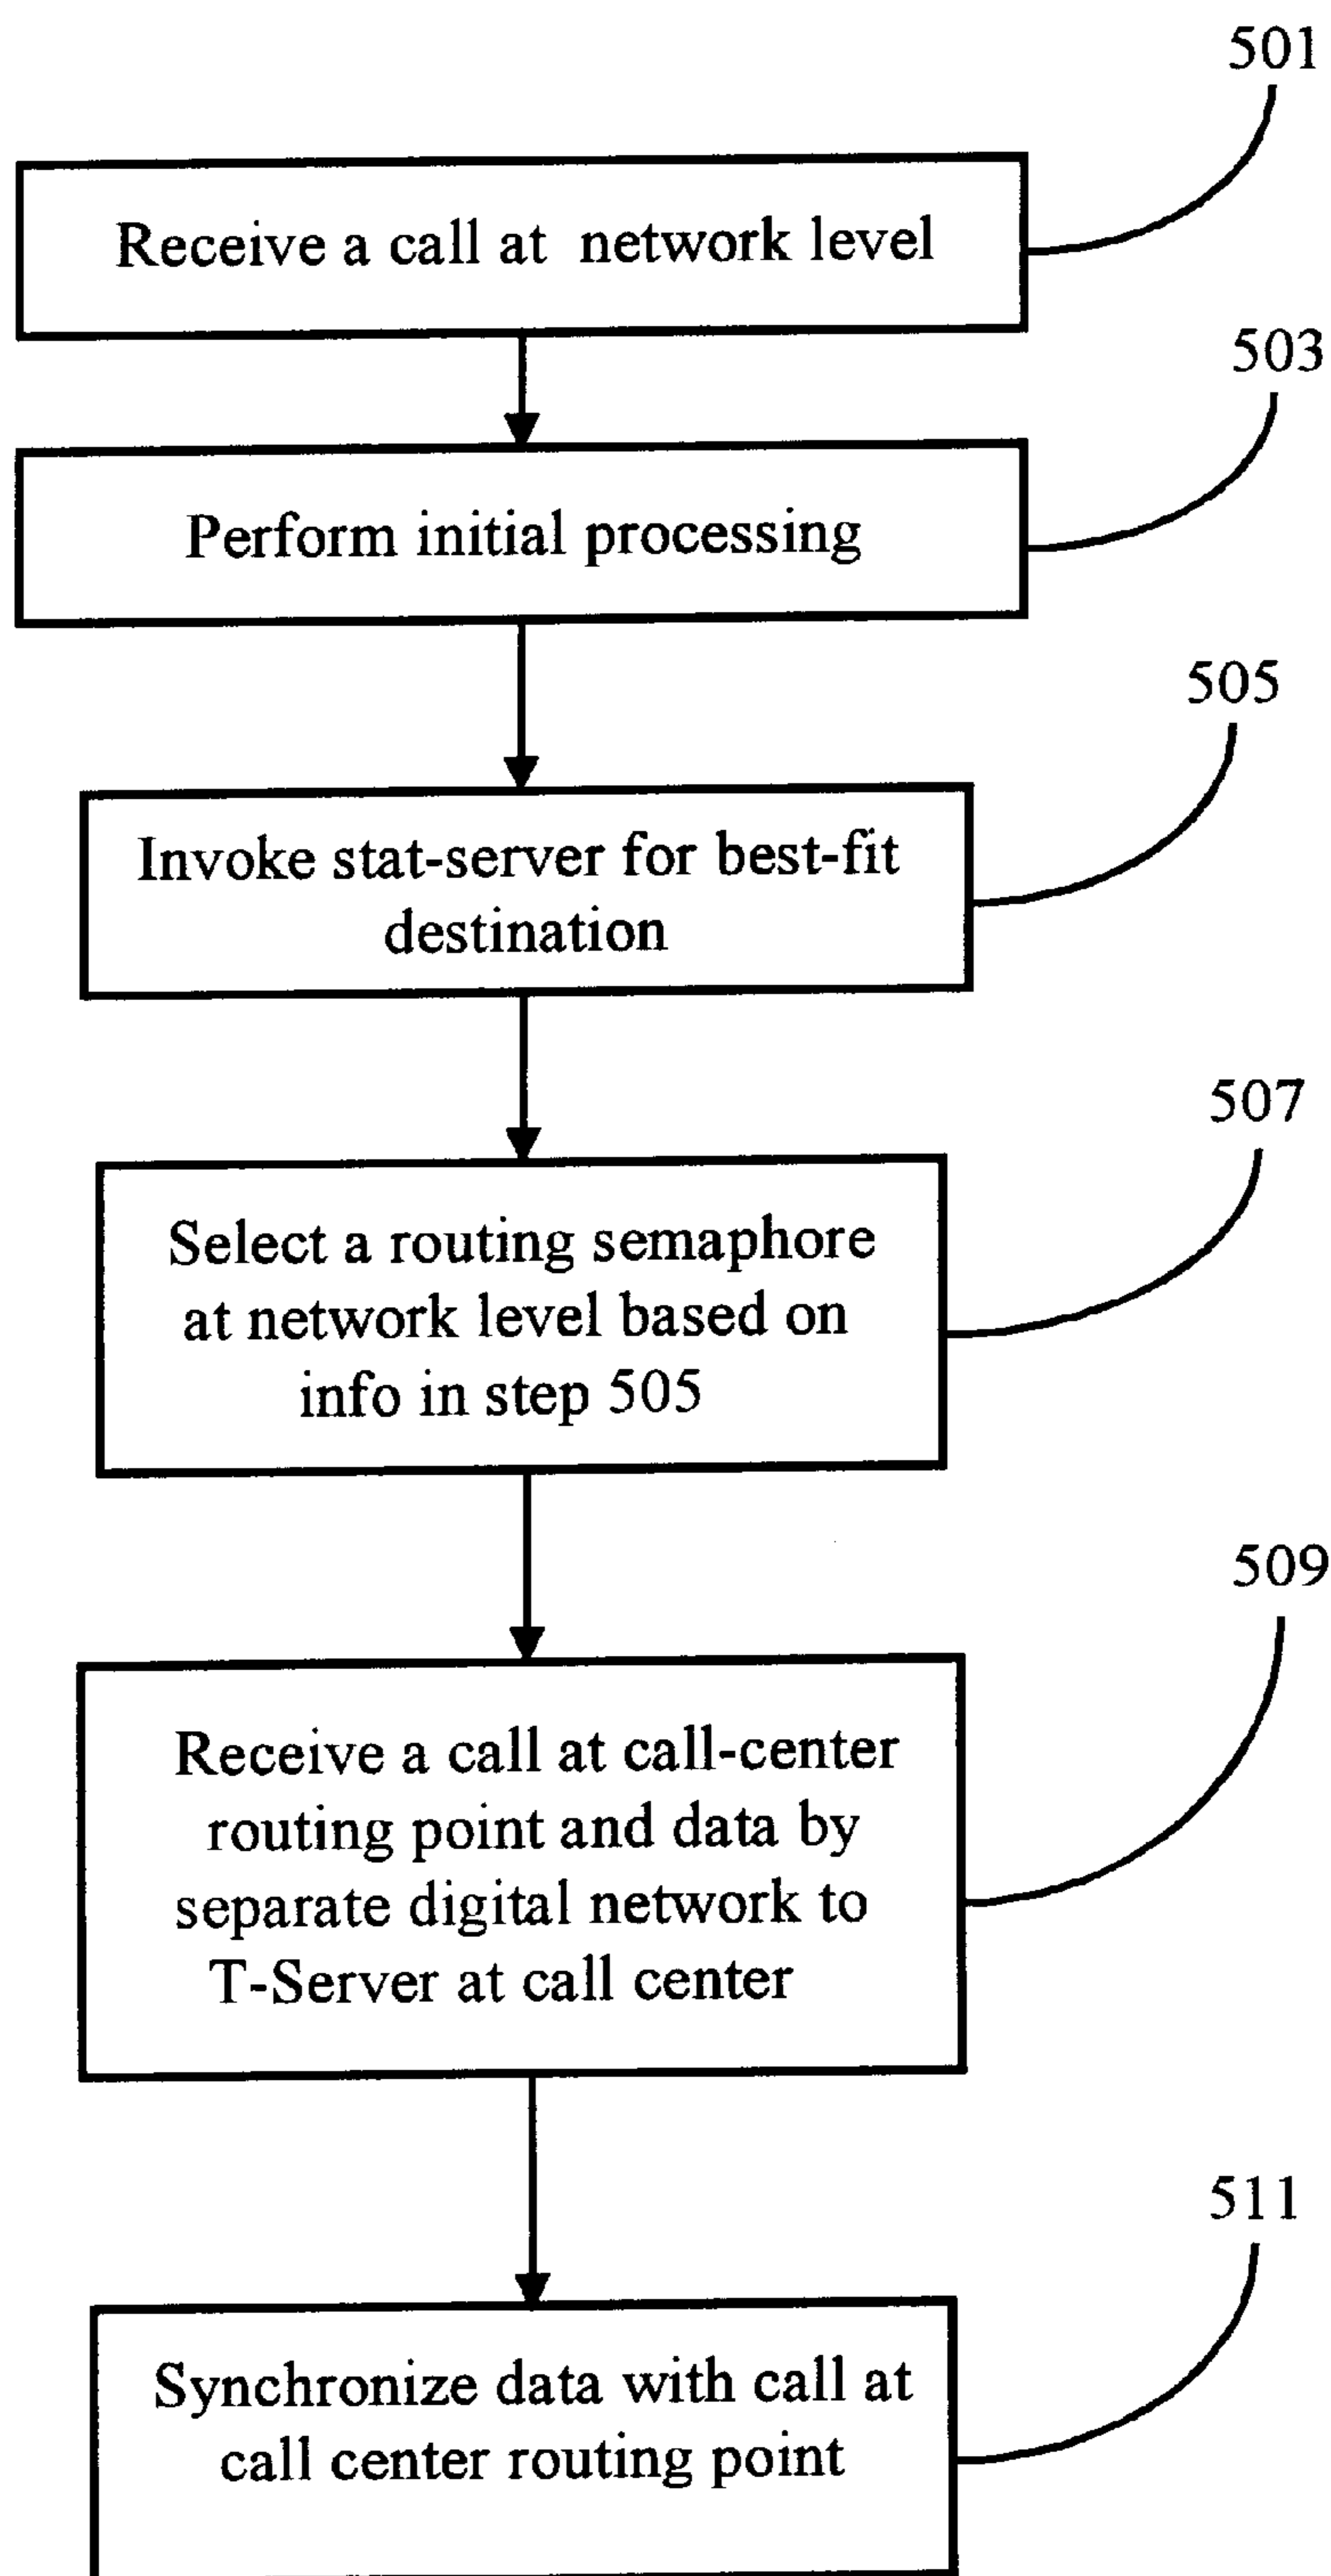 501
Receive a call at network level
503
Perform initial processing
505
Invoke stat-server for best-fit
destination
507
Select a routing semaphore
at network level based on
info in step 505
509
Receive a call at call-center
routing point and data by
separate digital network to
T-Server at call center
511
Synchronize data with call at
call center routing point